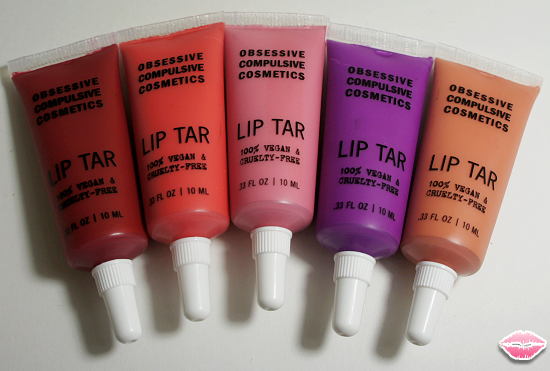 OBSESSIVE
COMPULSIVE
COSMETICS
LIP TAR
100% VEGAN &
CRUELTY-FREE
FL OZ | 10 ML
OBSESSIVE
COMPULSIVE
COSMETICS
LIP TAR
100% VEGAN &
CRUELTY-FREE
.33 FL OZ | 10 ML
OBSESSIVE
COMPULSIVE
COSMETICS
LIP TAR
100% VEGAN &
CRUELTY-FREE
.33 FL OZ | 10 ML
OBSESSIVE
COMPULSIVE
COSMETICS
LIP TAR
100% VEGAN &
CRUELTY-FREE
.33 FL OZ | 10 ML
OBSESSIVE
COMPULSIVE
COSMETICS
LIP TAR
100% VEGAN &
CRUELTY-FREE
.33 FL OZ | 10 ML